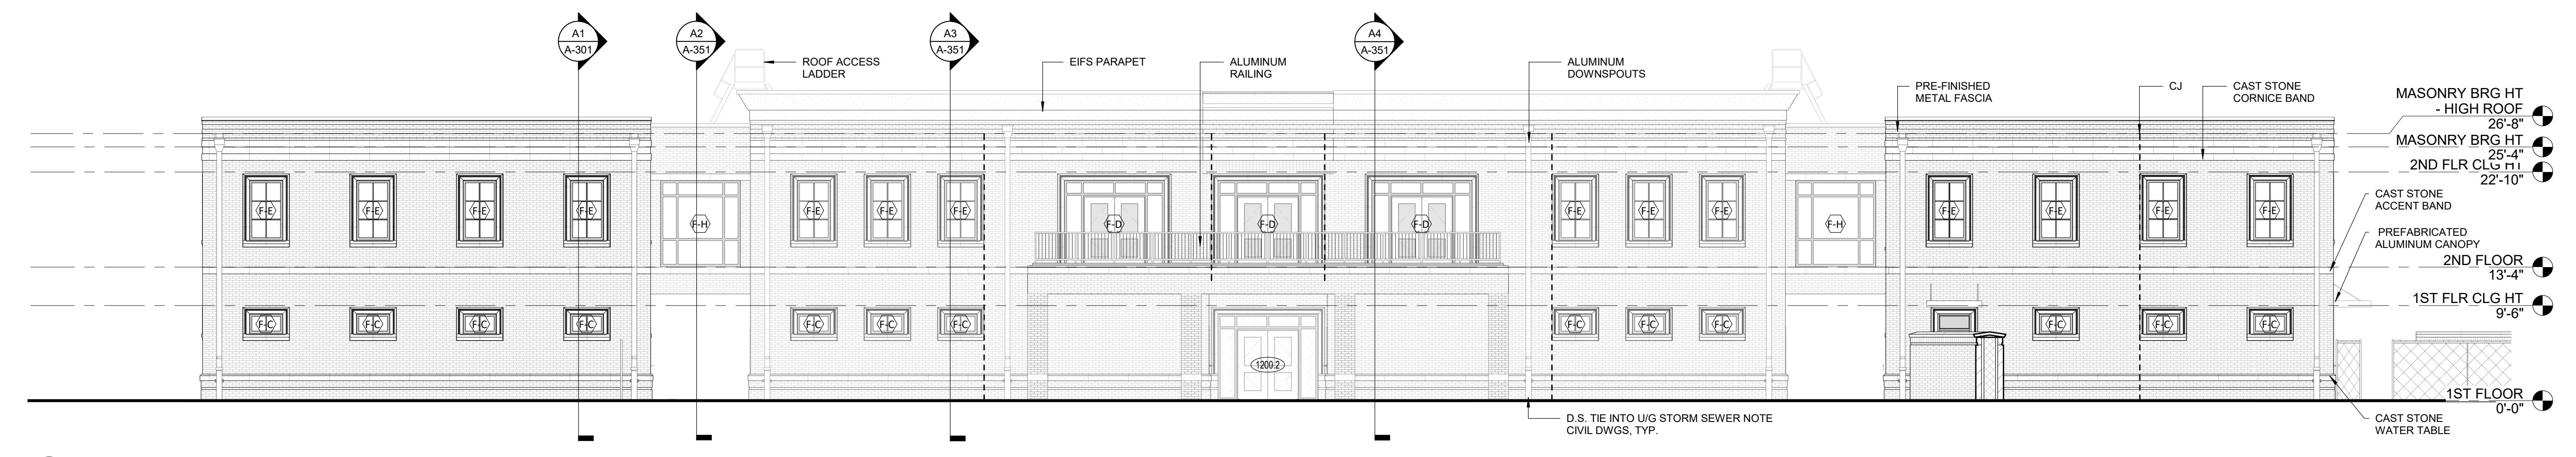 A1
A-301
A2
A-351
A3
A-351
A4
A-351
ROOF ACCESS
LADDER
EIFS PARAPET
ALUMINUM
RAILING
ALUMINUM
DOWNSPOUTS
PRE-FINISHED
METAL FASCIA
CJ
CAST STONE
CORNICE BAND
MASONRY BRG HT
- HIGH ROOF
26'-8"
MASONRY BRG HT
25'-4"
2ND FLR CLG HT
22'-10"
CAST STONE
ACCENT BAND
PREFABRICATED
ALUMINUM CANOPY
2ND FLOOR
13'-4"
1ST FLR CLG HT
9'-6"
1ST FLOOR
0'-0"
CAST STONE
WATER TABLE
F-E F-E F-E F-E F-H F-E F-E F-E F-D F-D F-D F-E F-E F-E F-H F-E F-E F-E F-E
F-C F-C F-C F-C F-C F-C F-C F-C F-C F-C F-C F-C F-C
1200.2
D.S. TIE INTO U/G STORM SEWER NOTE
CIVIL DWGS, TYP.